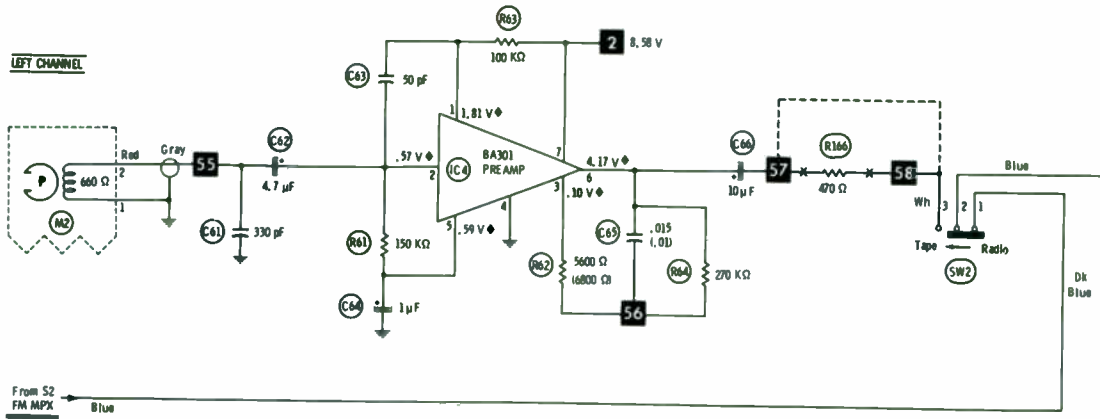 LEFT CHANNEL
R63
100 KΩ
2
8.58 V
C63
50 pF
1
1.81 V♦
7
Gray
Red
2
660 Ω
P
1
M2
55
C62
4.7 µF
C61
330 pF
.57 V♦
2
IC4
BA301
PREAMP
4.17 V♦
6
3
.10 V♦
4
5
.59 V♦
R61
150 KΩ
C64
1 µF
R62
5600 Ω
(6800 Ω)
C65
.015
(.01)
R64
270 KΩ
56
C66
10 µF
57
R166
470 Ω
58
Blue
Wh
3
2
1
Tape
Radio
SW2
Dk
Blue
From S2
FM MPX
Blue